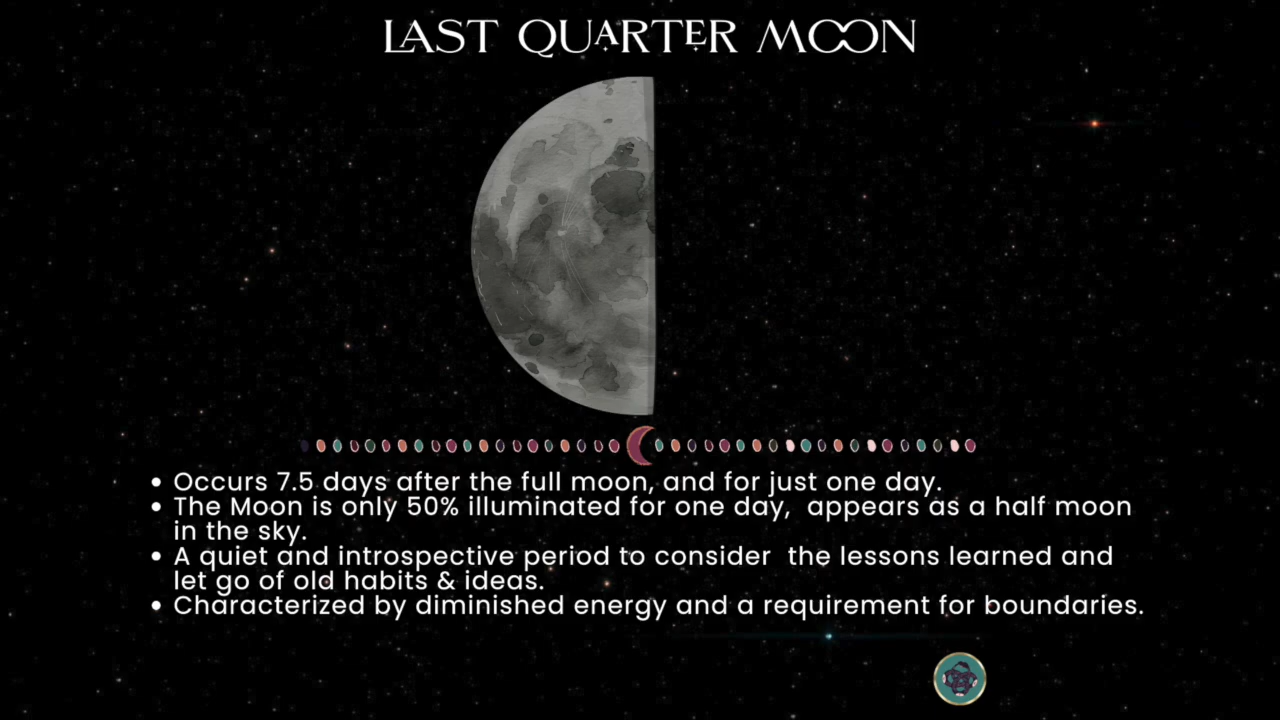 LAST QUARTER MOON
• Occurs 7.5 days after the full moon, and for just one day.
• The Moon is only 50% illuminated for one day,  appears as a half moon
in the sky.
• A quiet and introspective period to consider  the lessons learned and
let go of old habits & ideas.
• Characterized by diminished energy and a requirement for boundaries.